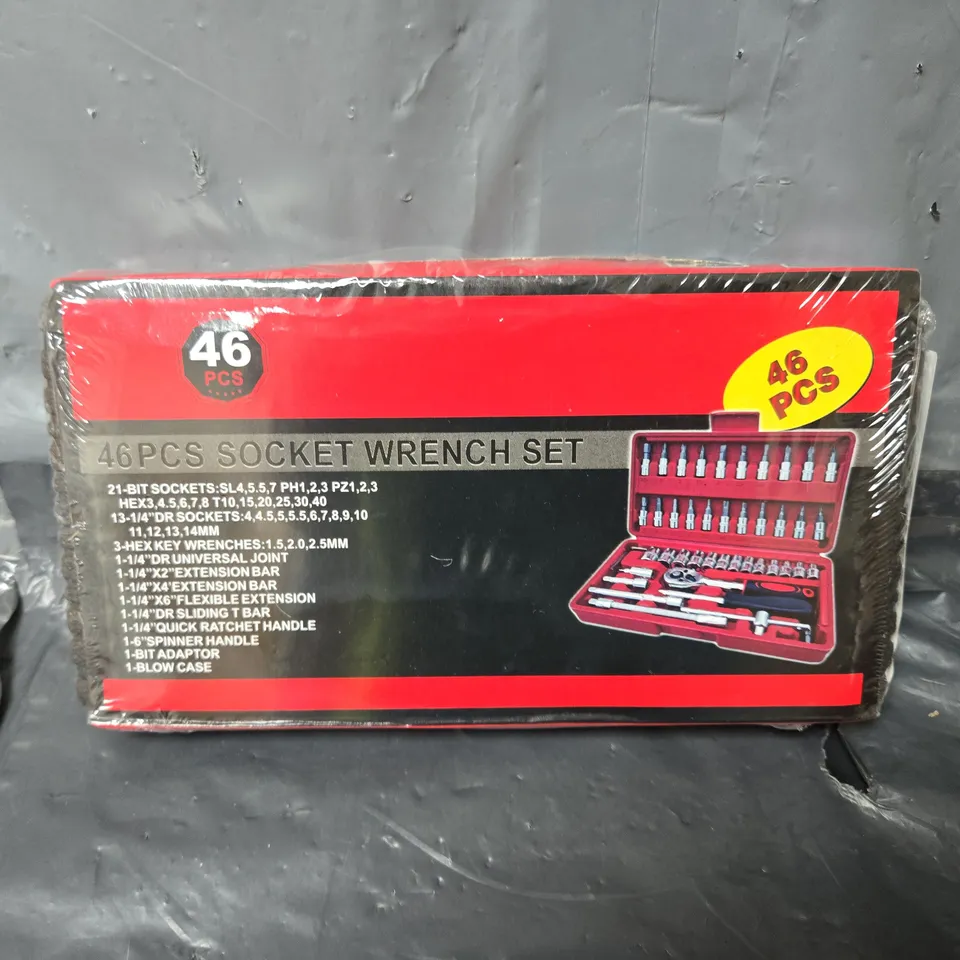 46
PCS
46
PCS
46PCS SOCKET WRENCH SET
21-BIT SOCKETS:SL4,5.5,7 PH1,2,3 PZ1,2,3
HEX3,4.5,6,7,8 T10,15,20,25,30,40
13-1/4"DR SOCKETS:4,4.5,5,5.5,6,7,8,9,10
11,12,13,14MM
3-HEX KEY WRENCHES:1.5,2.0,2.5MM
1-1/4"DR UNIVERSAL JOINT
1-1/4"X2"EXTENSION BAR
1-1/4"X4"EXTENSION BAR
1-1/4"X6"FLEXIBLE EXTENSION
1-1/4"DR SLIDING T BAR
1-1/4"QUICK RATCHET HANDLE
1-6"SPINNER HANDLE
1-BIT ADAPTOR
1-BLOW CASE